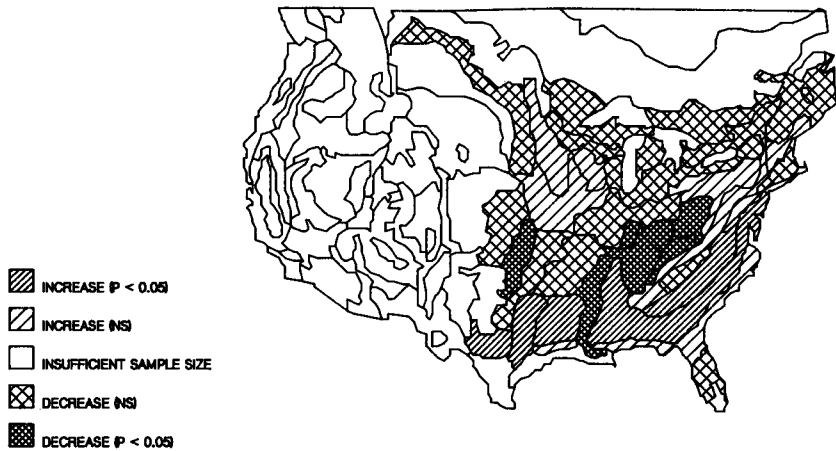 INCREASE (P < 0.05)
INCREASE (NS)
INSUFFICIENT SAMPLE SIZE
DECREASE (NS)
DECREASE (P < 0.05)